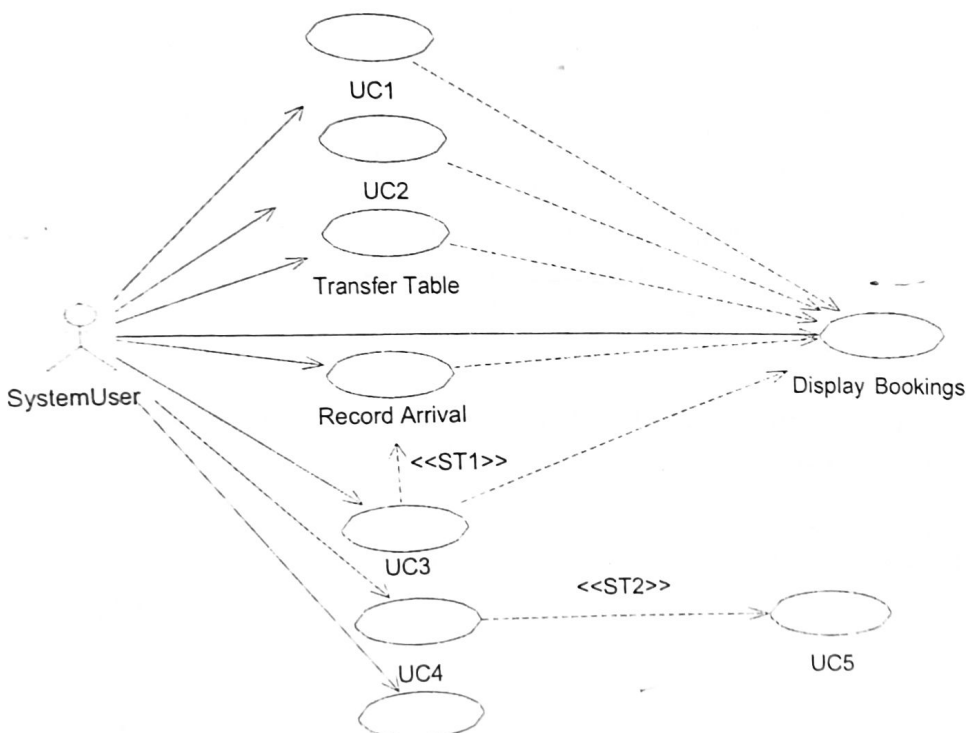 UC1
UC2
Transfer Table
SystemUser
Display Bookings
Record Arrival
<<ST1>>
UC3
<<ST2>>
UC4
UC5